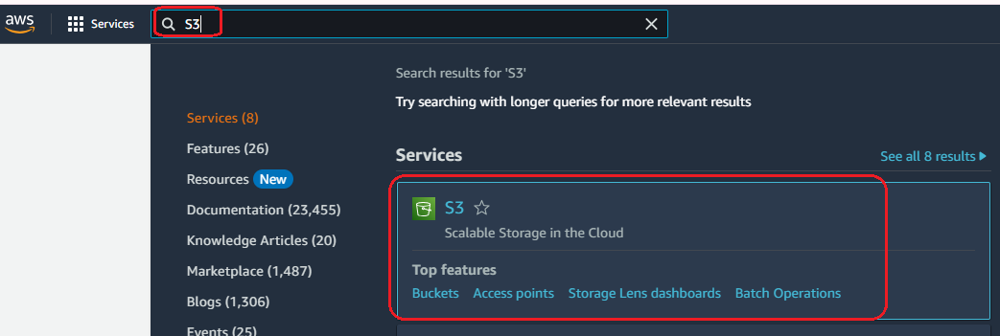 aws Services S3
Search results for 'S3'
Try searching with longer queries for more relevant results
Services (8)
Features (26)
Resources New
Documentation (23,455)
Knowledge Articles (20)
Marketplace (1,487)
Blogs (1,306)
Events (25)
Services See all 8 results
S3
Scalable Storage in the Cloud
Top features
Buckets Access points Storage Lens dashboards Batch Operations